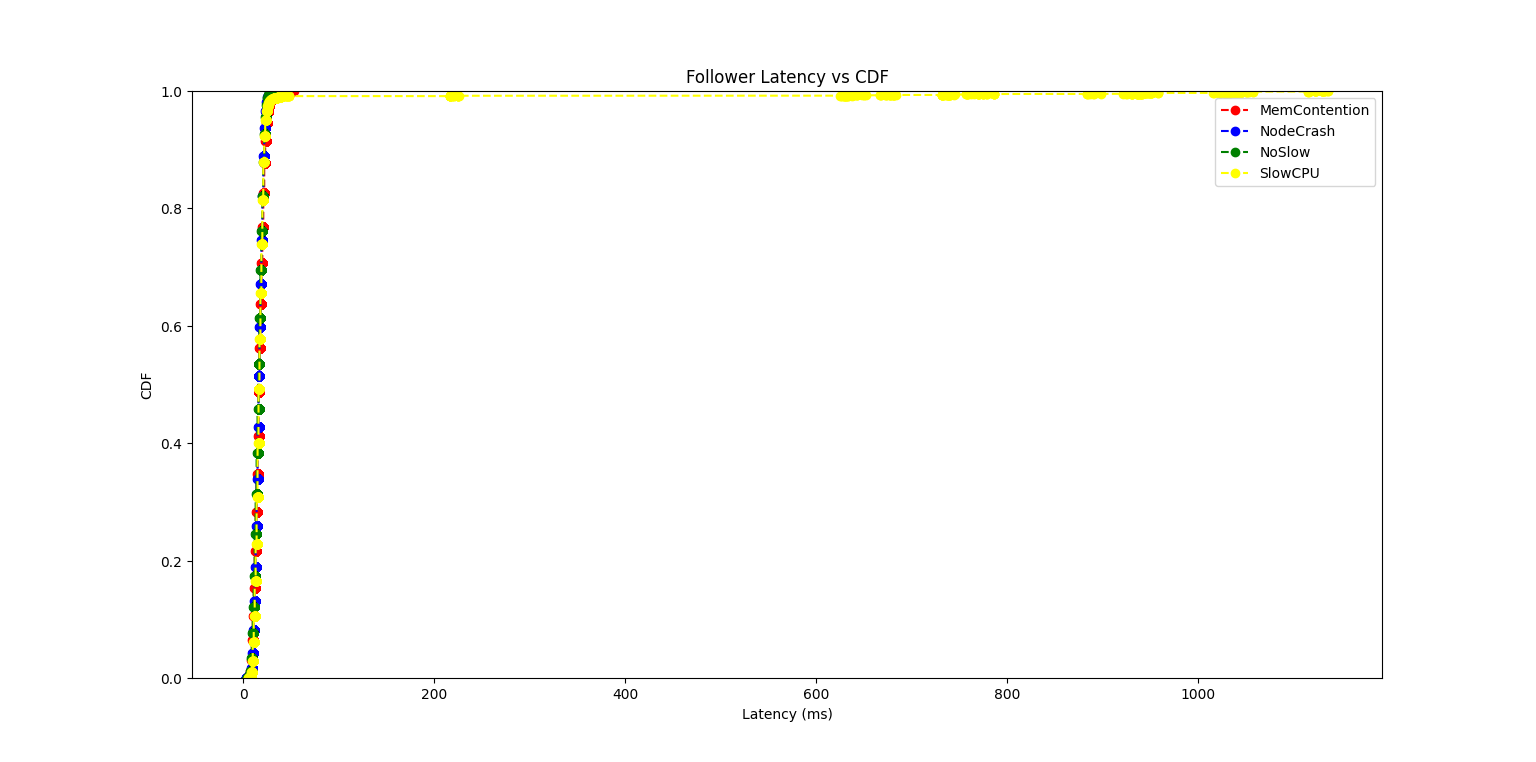 Follower Latency vs CDF
1.0
0.8
0.6
0.4
0.2
0.0
CDF
0
200
400
600
800
1000
Latency (ms)
MemContention
NodeCrash
NoSlow
SlowCPU